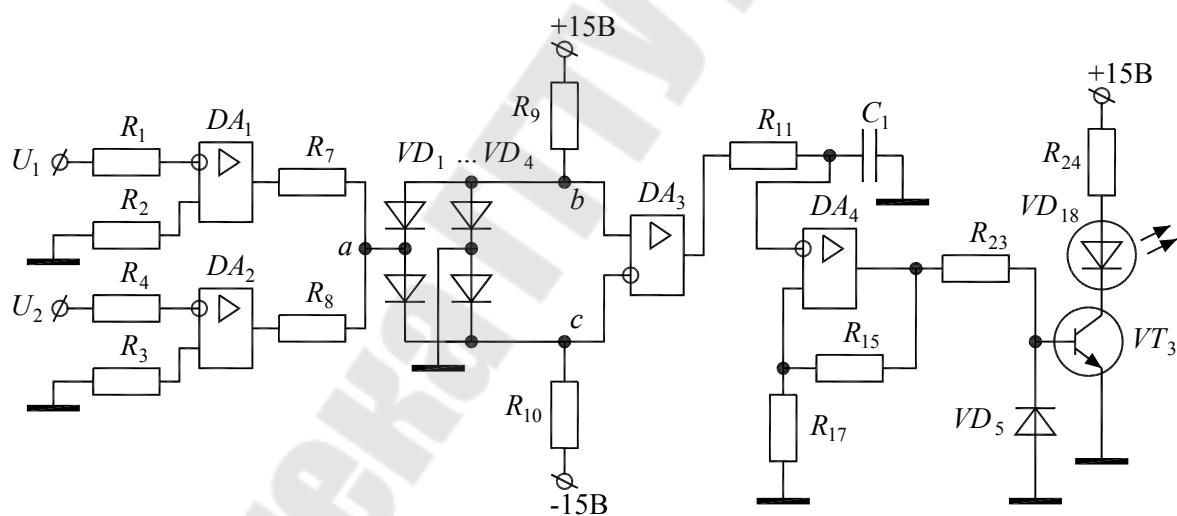 +15В
+15В
R9
R11
C1
R24
R1
DA1
R7
VD1 ... VD4
U1
R2
b
DA3
DA4
VD18
R23
a
R4
DA2
R8
U2
c
VT3
R3
R15
R10
R17
VD5
-15В